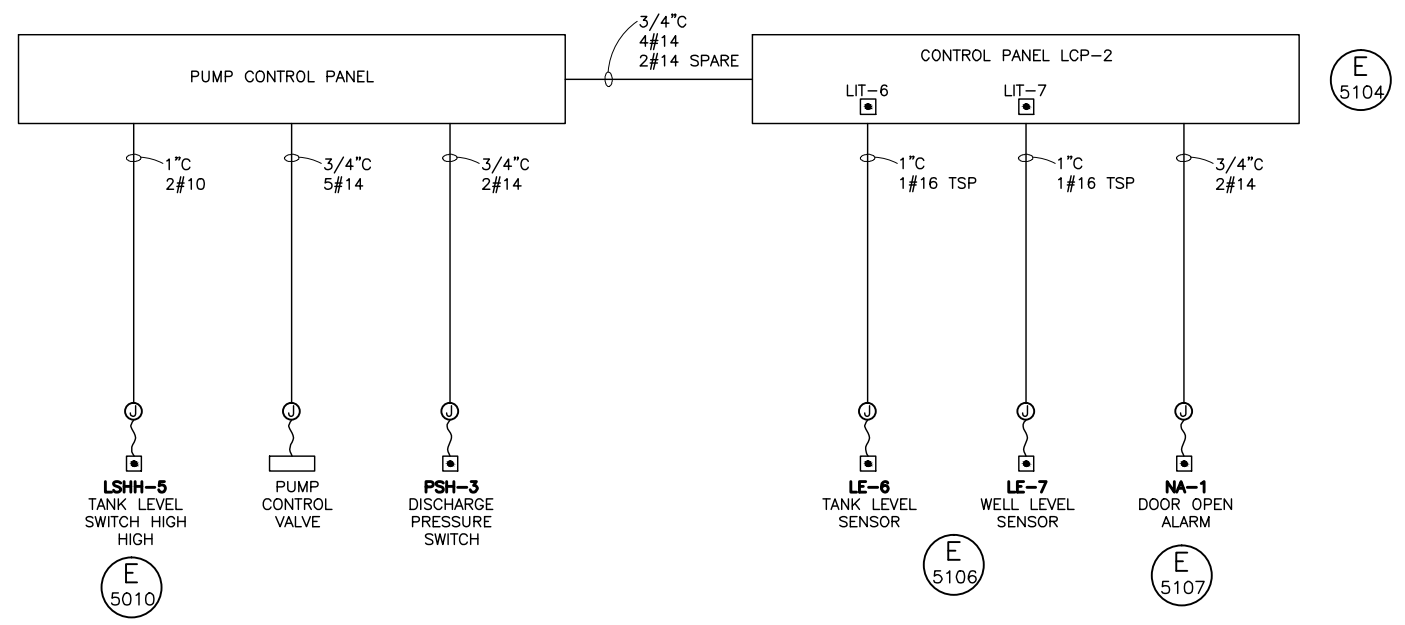 3/4"C
4#14
2#14 SPARE
PUMP CONTROL PANEL
CONTROL PANEL LCP-2
LIT-6
LIT-7
E
5104
1"C
2#10
3/4"C
5#14
3/4"C
2#14
1"C
1#16 TSP
1"C
1#16 TSP
3/4"C
2#14
J
J
J
J
J
J
LSHH-5
TANK LEVEL
SWITCH HIGH
HIGH
PUMP
CONTROL
VALVE
PSH-3
DISCHARGE
PRESSURE
SWITCH
LE-6
TANK LEVEL
SENSOR
LE-7
WELL LEVEL
SENSOR
NA-1
DOOR OPEN
ALARM
E
5010
E
5106
E
5107